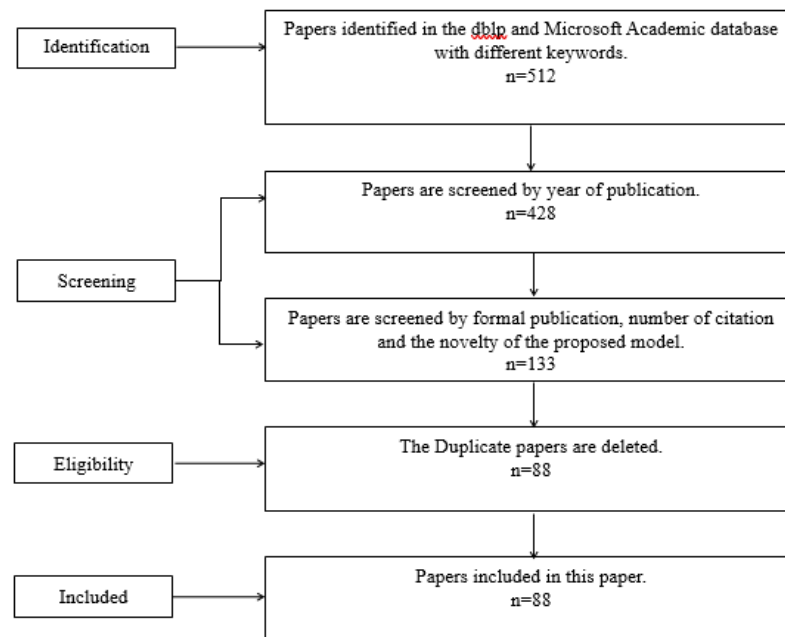 Identification
Papers identified in the dblp and Microsoft Academic database
with different keywords.
n=512
Papers are screened by year of publication.
n=428
Screening
Papers are screened by formal publication, number of citation
and the novelty of the proposed model.
n=133
Eligibility
The Duplicate papers are deleted.
n=88
Included
Papers included in this paper.
n=88